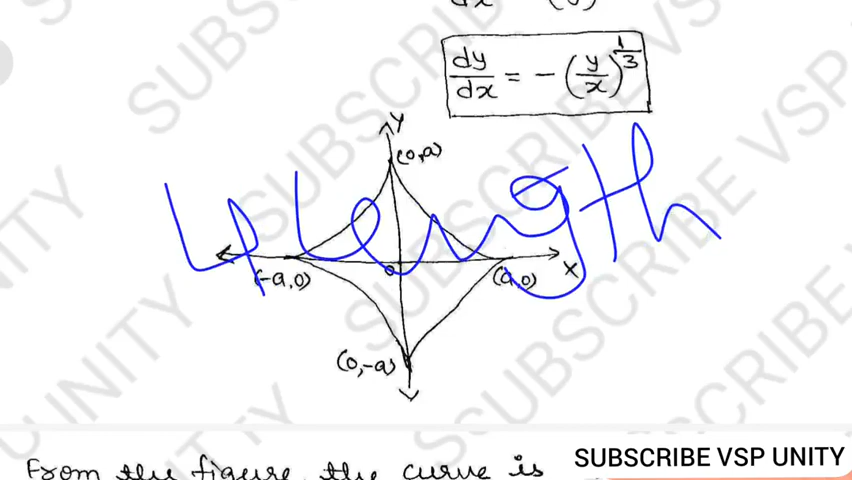 dy/dx = -(y/x)^1/3
Y
(0,a)
4 Length
(-a,0) 0 (a,0) X
(0,-a)
From the figure, the curve is
SUBSCRIBE VSP UNITY